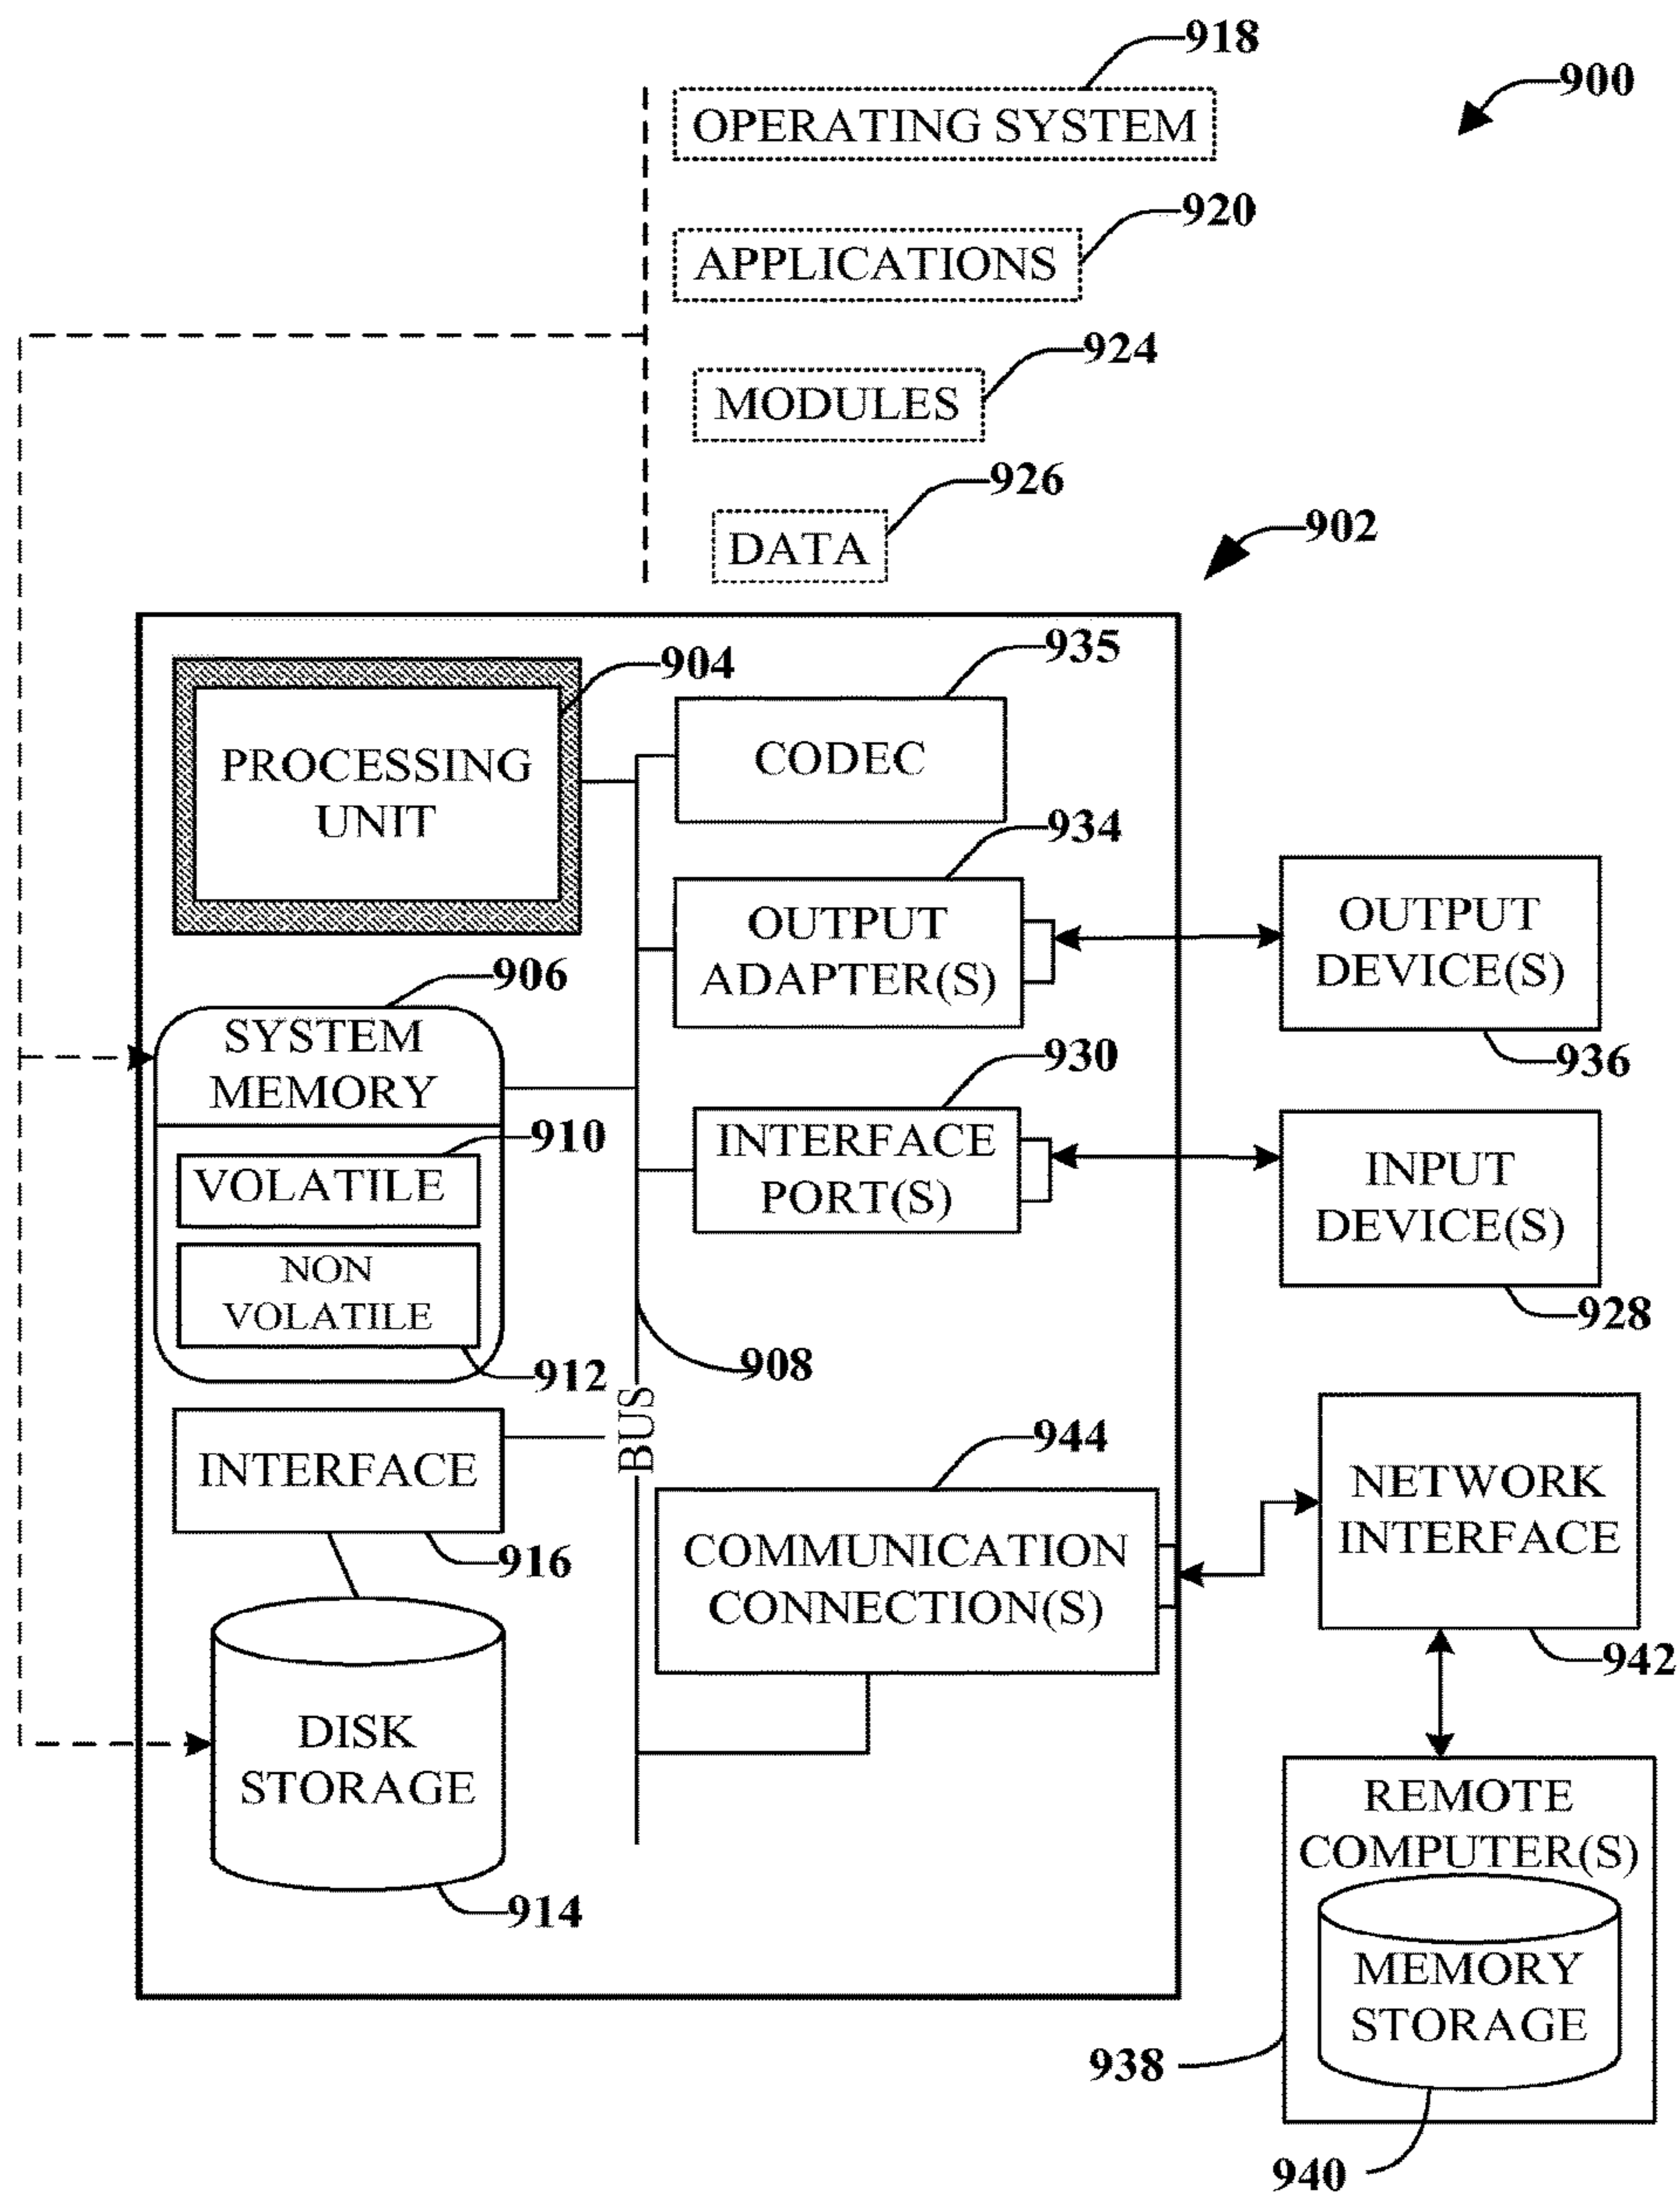 918
900
OPERATING SYSTEM
920
APPLICATIONS
924
MODULES
926
DATA
902
904
935
PROCESSING
UNIT
CODEC
934
OUTPUT
ADAPTER(S)
OUTPUT
DEVICE(S)
936
906
SYSTEM
MEMORY
930
910
VOLATILE
INTERFACE
PORT(S)
INPUT
DEVICE(S)
928
NON
VOLATILE
912
908
BUS
944
INTERFACE
916
COMMUNICATION
CONNECTION(S)
NETWORK
INTERFACE
942
DISK
STORAGE
914
REMOTE
COMPUTER(S)
MEMORY
STORAGE
938
940